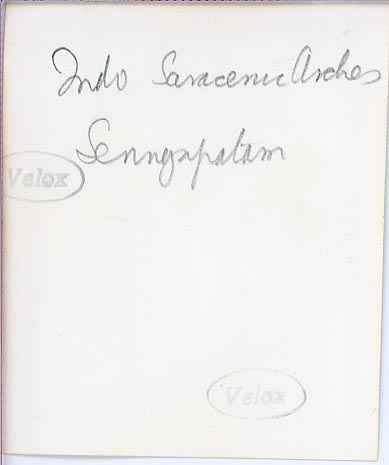 Indo Saracenic Arches
Seringapatam
Velox
Velox